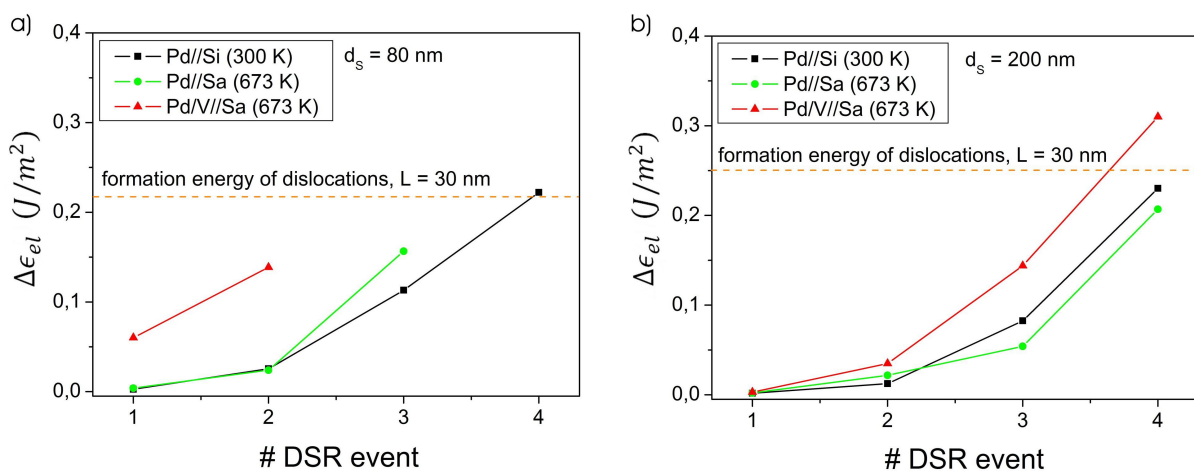 a)
0,4
0,3
0,2
0,1
0,0
Δϵ_el (J/m²)
Pd//Si (300 K)
Pd//Sa (673 K)
Pd/V//Sa (673 K)
d_S = 80 nm
formation energy of dislocations, L = 30 nm
1 2 3 4
# DSR event
b)
0,4
0,3
0,2
0,1
0,0
Δϵ_el (J/m²)
Pd//Si (300 K)
Pd//Sa (673 K)
Pd/V//Sa (673 K)
d_S = 200 nm
formation energy of dislocations, L = 30 nm
1 2 3 4
# DSR event